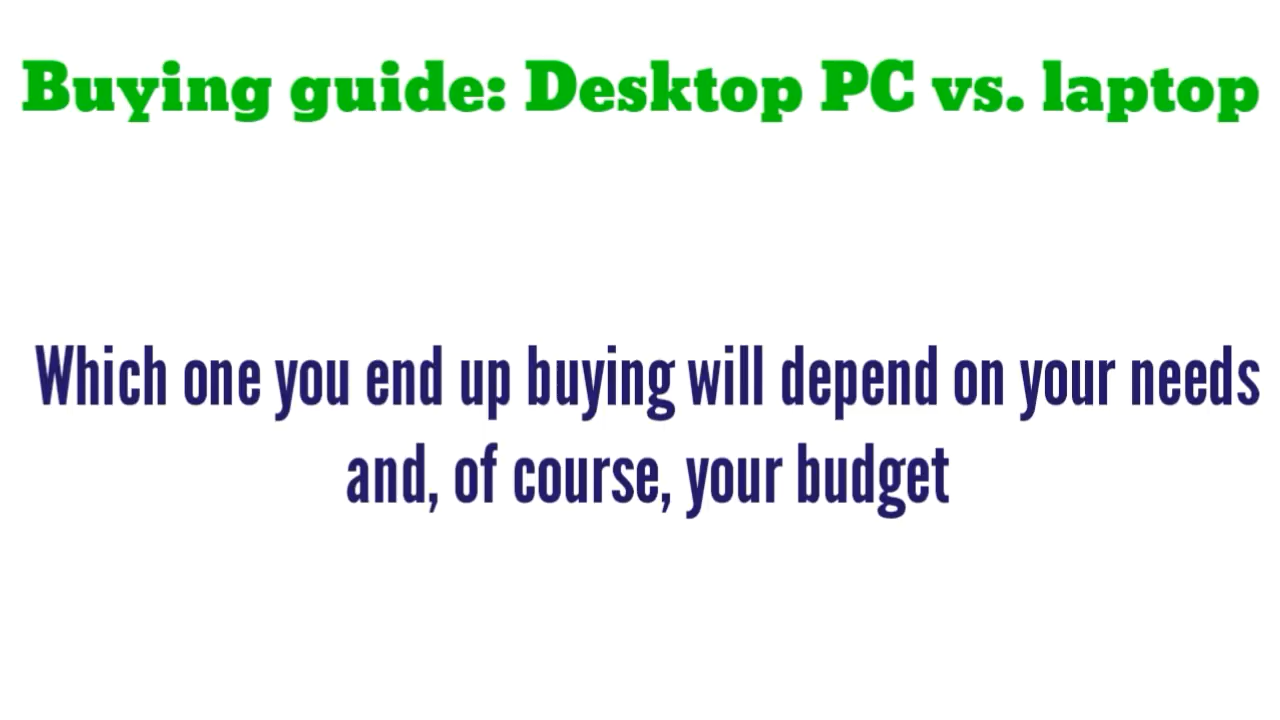 Buying guide: Desktop PC vs. laptop
Which one you end up buying will depend on your needs
and, of course, your budget